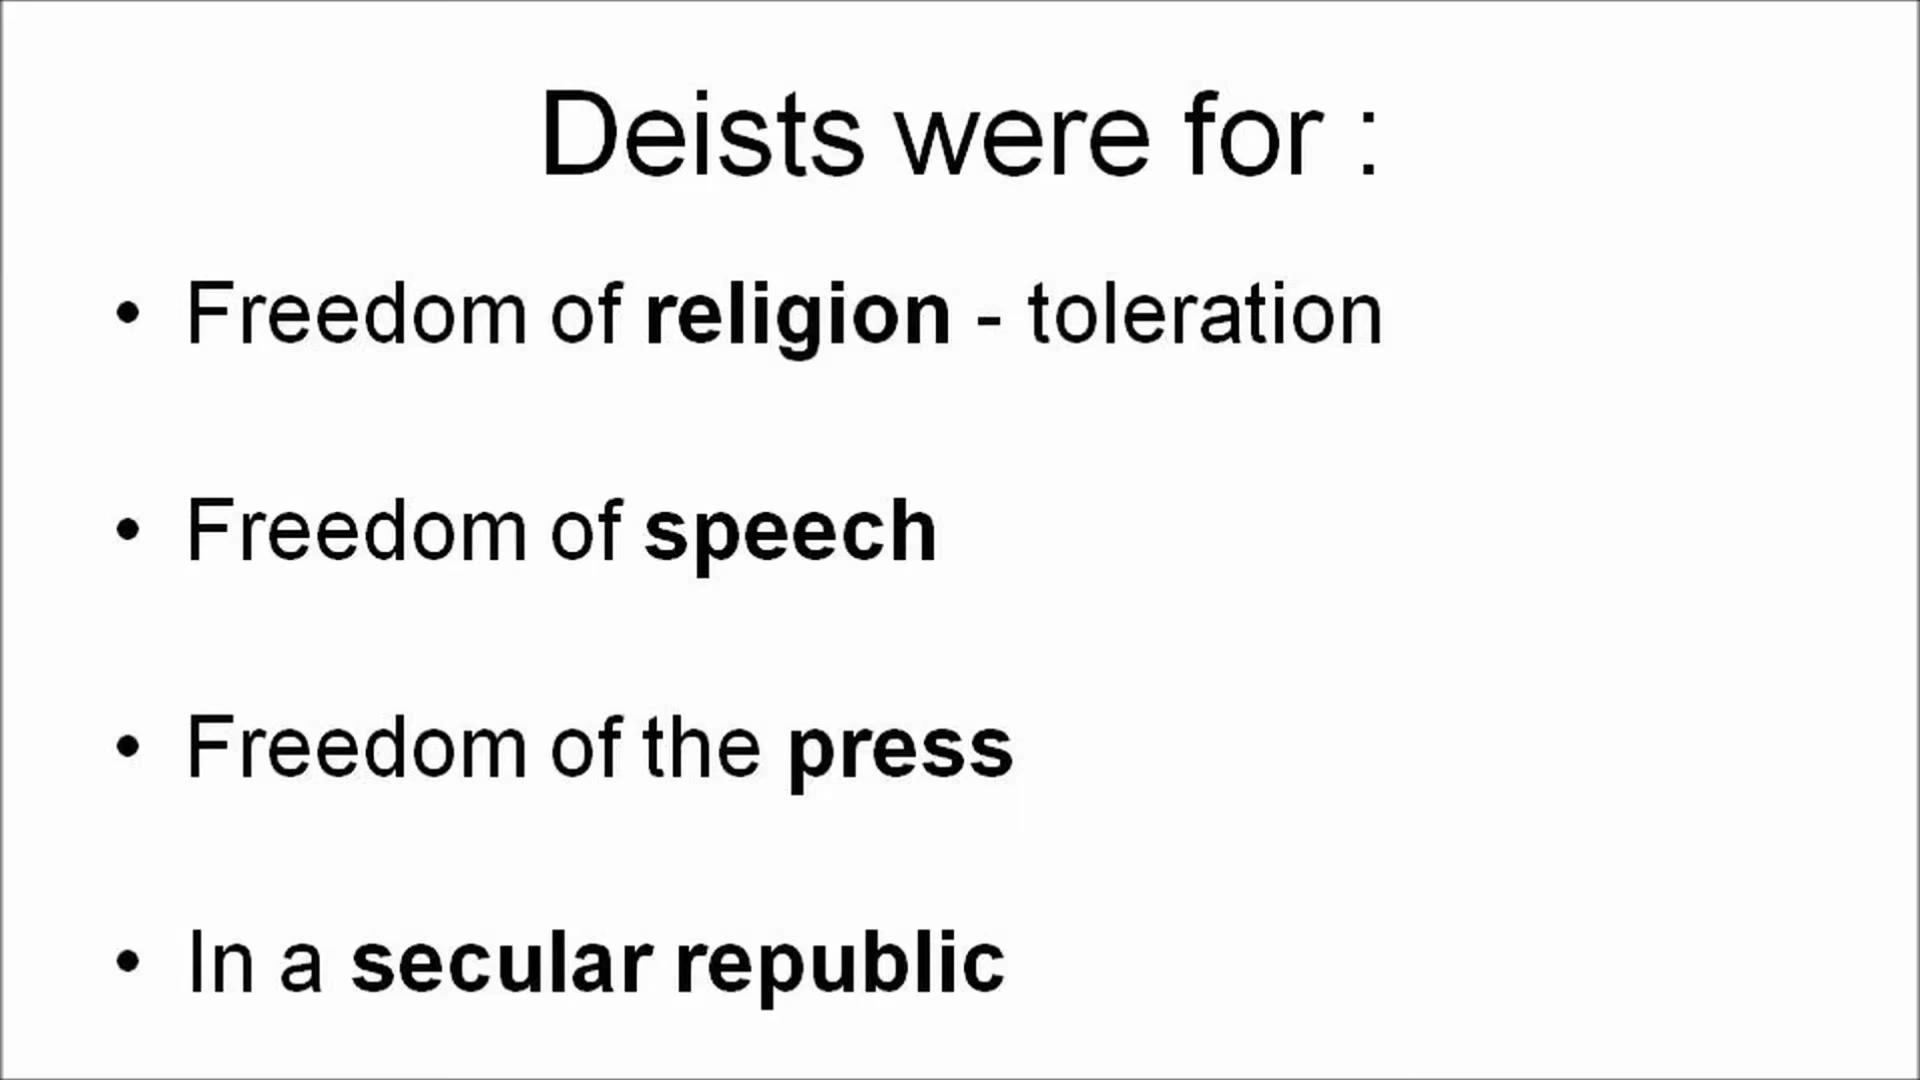 Deists were for :
• Freedom of religion - toleration
• Freedom of speech
• Freedom of the press
• In a secular republic